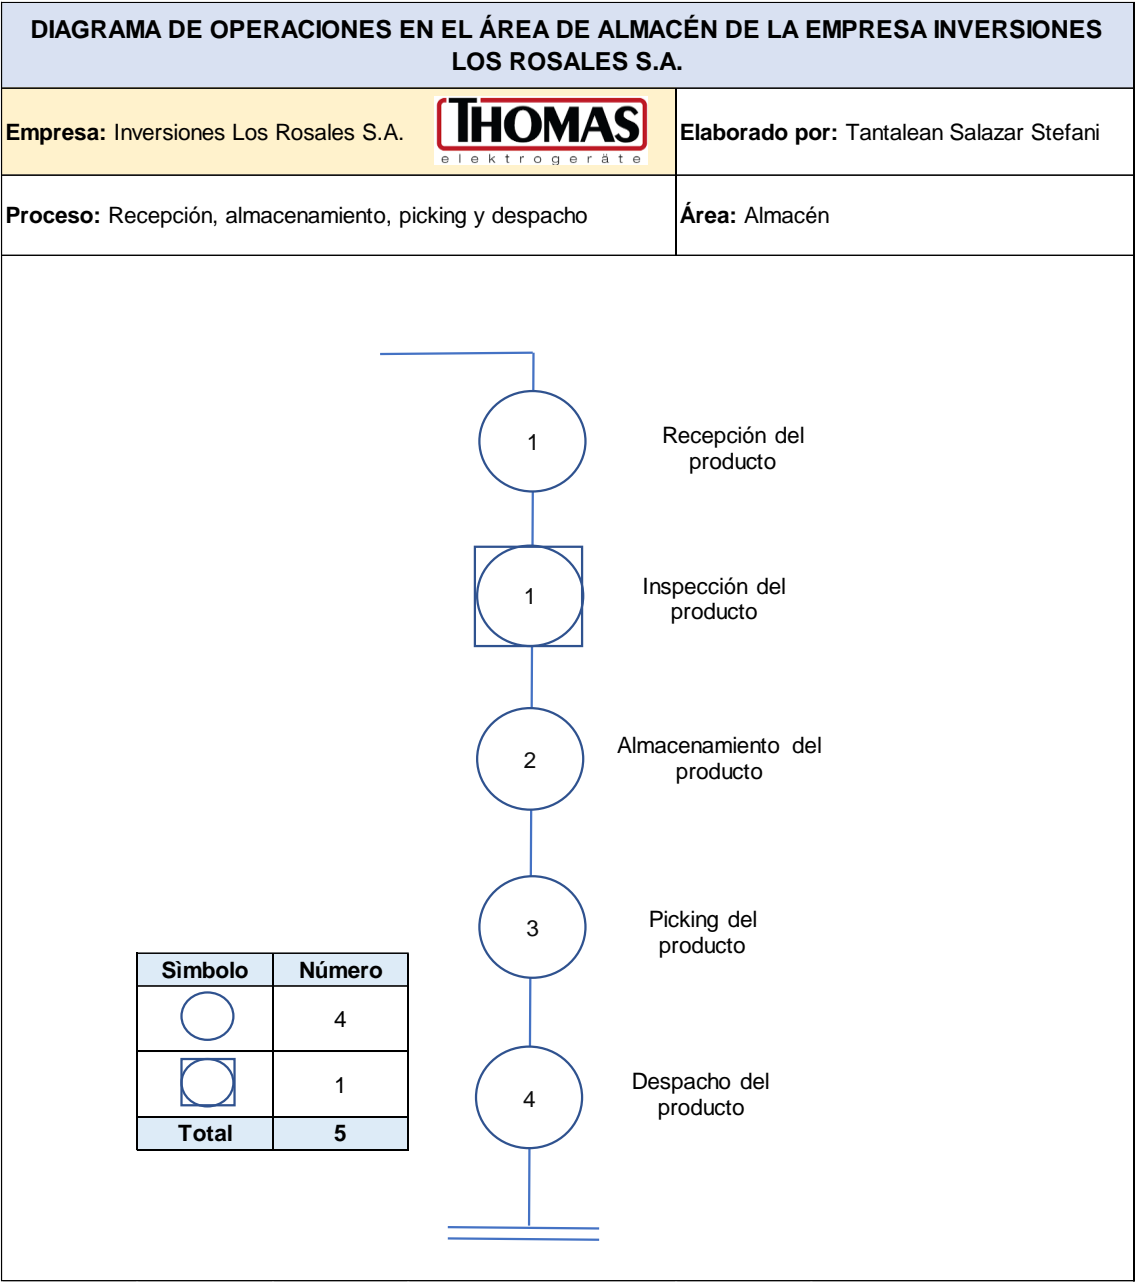 DIAGRAMA DE OPERACIONES EN EL ÁREA DE ALMACÉN DE LA EMPRESA INVERSIONES
LOS ROSALES S.A.
Empresa: Inversiones Los Rosales S.A.
THOMAS
elektrogeräte
Elaborado por: Tantalean Salazar Stefani
Proceso: Recepción, almacenamiento, picking y despacho
Área: Almacén
1
Recepción del
producto
1
Inspección del
producto
2
Almacenamiento del
producto
3
Picking del
producto
4
Despacho del
producto
Sìmbolo Número
4
1
Total 5